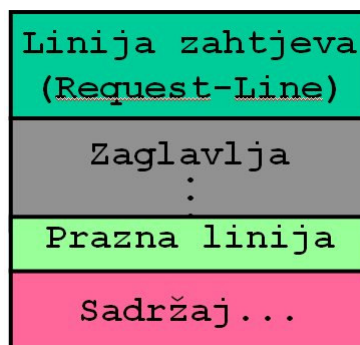 Linija zahtjeva
(Request-Line)
Zaglavlja
⋮
Prazna linija
Sadržaj...